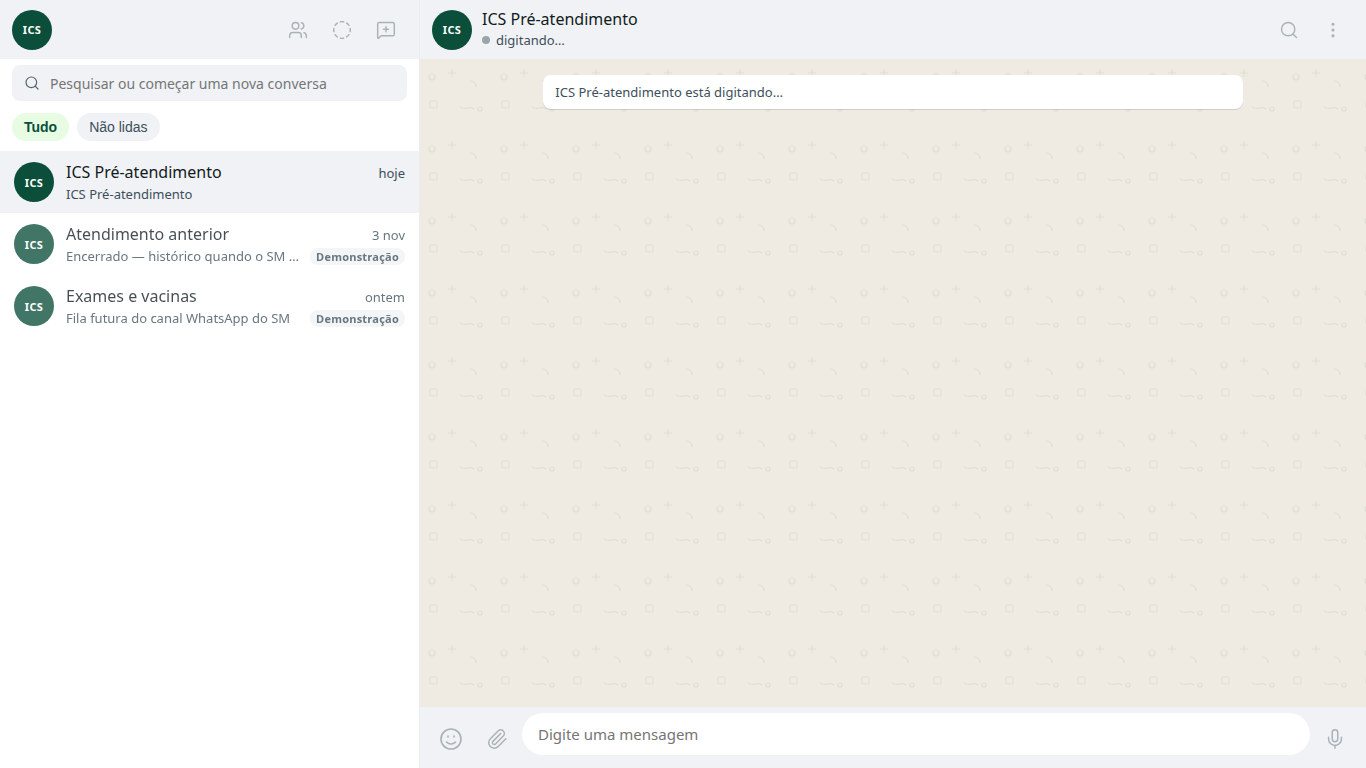 ICS
Pesquisar ou começar uma nova conversa
Tudo
Não lidas
ICS
ICS Pré-atendimento
hoje
ICS Pré-atendimento
ICS
Atendimento anterior
3 nov
Encerrado — histórico quando o SM ...
Demonstração
ICS
Exames e vacinas
ontem
Fila futura do canal WhatsApp do SM
Demonstração
ICS
ICS Pré-atendimento
digitando...
ICS Pré-atendimento está digitando...
Digite uma mensagem